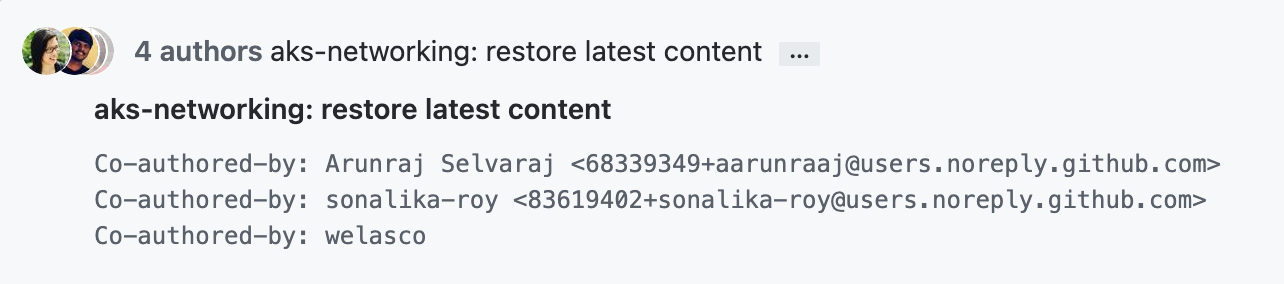 4 authors aks-networking: restore latest content ...
aks-networking: restore latest content
Co-authored-by: Arunraj Selvaraj <68339349+aarunraaj@users.noreply.github.com>
Co-authored-by: sonalika-roy <83619402+sonalika-roy@users.noreply.github.com>
Co-authored-by: welasco